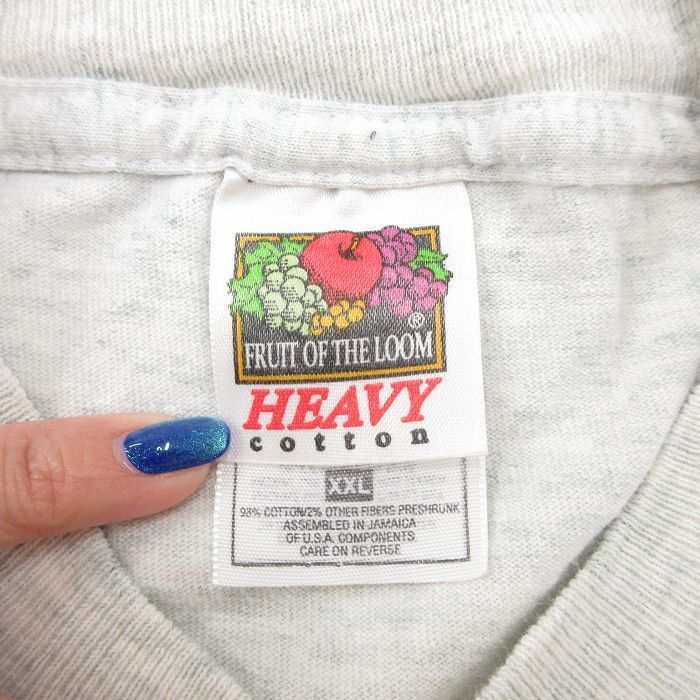 ®
FRUIT OF THE LOOM
HEAVY
cotton
XXL
98% COTTON/2% OTHER FIBERS PRESHRUNK
ASSEMBLED IN JAMAICA
OF U.S.A. COMPONENTS
CARE ON REVERSE